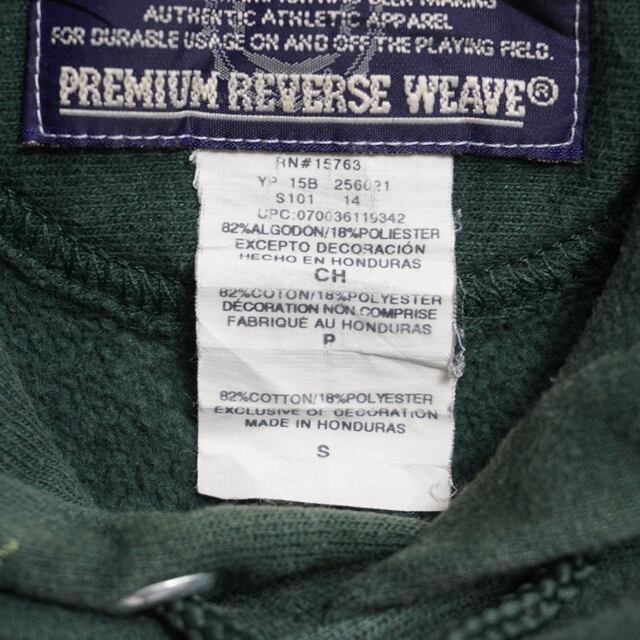 AUTHENTIC ATHLETIC APPAREL
FOR DURABLE USAGE ON AND OFF THE PLAYING FIELD.
PREMIUM REVERSE WEAVE®
RN#15763
15B 256021
S101 14
UPC:070036119342
82%ALGODON/18%POLIESTER
EXCEPTO DECORACIÓN
HECHO EN HONDURAS
CH
82%COTON/18%POLYESTER
DÉCORATION NON COMPRISE
FABRIQUÉ AU HONDURAS
P
82%COTTON/18%POLYESTER
EXCLUSIVE OF DECORATION
MADE IN HONDURAS
S